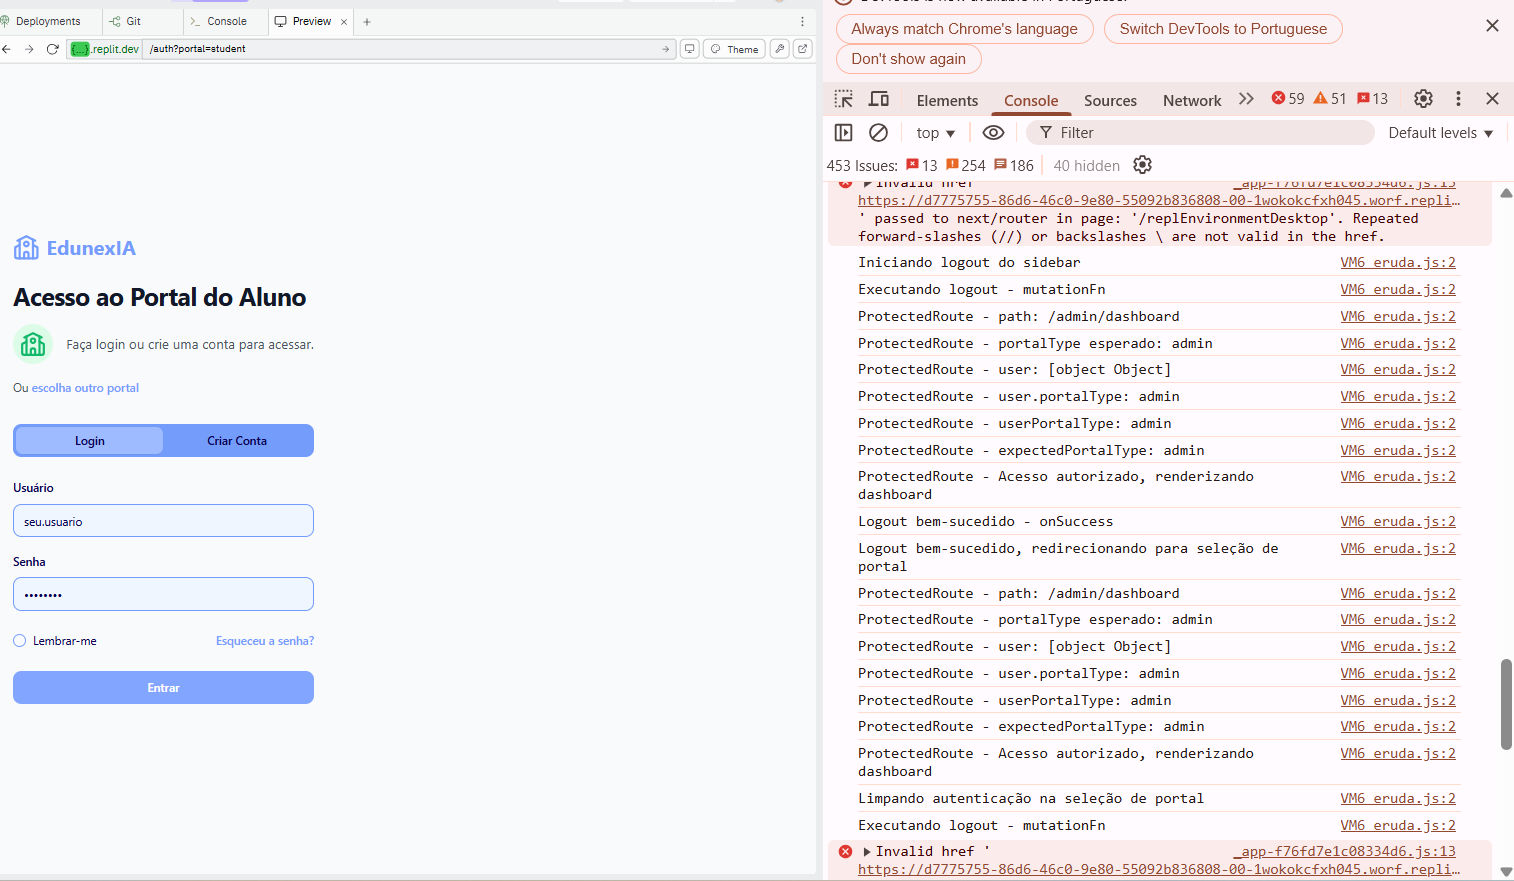 Deployments
Git
Console
Preview
{...}.replit.dev
/auth?portal=student
Theme
EdunexIA
Acesso ao Portal do Aluno
Faça login ou crie uma conta para acessar.
Ou escolha outro portal
Login
Criar Conta
Usuário
seu.usuario
Senha
••••••••
Lembrar-me
Esqueceu a senha?
Entrar
Always match Chrome's language
Switch DevTools to Portuguese
Don't show again
Elements
Console
Sources
Network
59
51
13
top
Filter
Default levels
453 Issues:
13
254
186
40 hidden
Invalid href '
_app-f76fd7e1c08334d6.js:13
https://d7775755-86d6-46c0-9e80-55092b836808-00-1wokokcfxh045.worf.repli…
' passed to next/router in page: '/replEnvironmentDesktop'. Repeated
forward-slashes (//) or backslashes \ are not valid in the href.
Iniciando logout do sidebar VM6 eruda.js:2
Executando logout - mutationFn VM6 eruda.js:2
ProtectedRoute - path: /admin/dashboard VM6 eruda.js:2
ProtectedRoute - portalType esperado: admin VM6 eruda.js:2
ProtectedRoute - user: [object Object] VM6 eruda.js:2
ProtectedRoute - user.portalType: admin VM6 eruda.js:2
ProtectedRoute - userPortalType: admin VM6 eruda.js:2
ProtectedRoute - expectedPortalType: admin VM6 eruda.js:2
ProtectedRoute - Acesso autorizado, renderizando VM6 eruda.js:2
dashboard
Logout bem-sucedido - onSuccess VM6 eruda.js:2
Logout bem-sucedido, redirecionando para seleção de VM6 eruda.js:2
portal
ProtectedRoute - path: /admin/dashboard VM6 eruda.js:2
ProtectedRoute - portalType esperado: admin VM6 eruda.js:2
ProtectedRoute - user: [object Object] VM6 eruda.js:2
ProtectedRoute - user.portalType: admin VM6 eruda.js:2
ProtectedRoute - userPortalType: admin VM6 eruda.js:2
ProtectedRoute - expectedPortalType: admin VM6 eruda.js:2
ProtectedRoute - Acesso autorizado, renderizando VM6 eruda.js:2
dashboard
Limpando autenticação na seleção de portal VM6 eruda.js:2
Executando logout - mutationFn VM6 eruda.js:2
Invalid href ' _app-f76fd7e1c08334d6.js:13
https://d7775755-86d6-46c0-9e80-55092b836808-00-1wokokcfxh045.worf.repli…